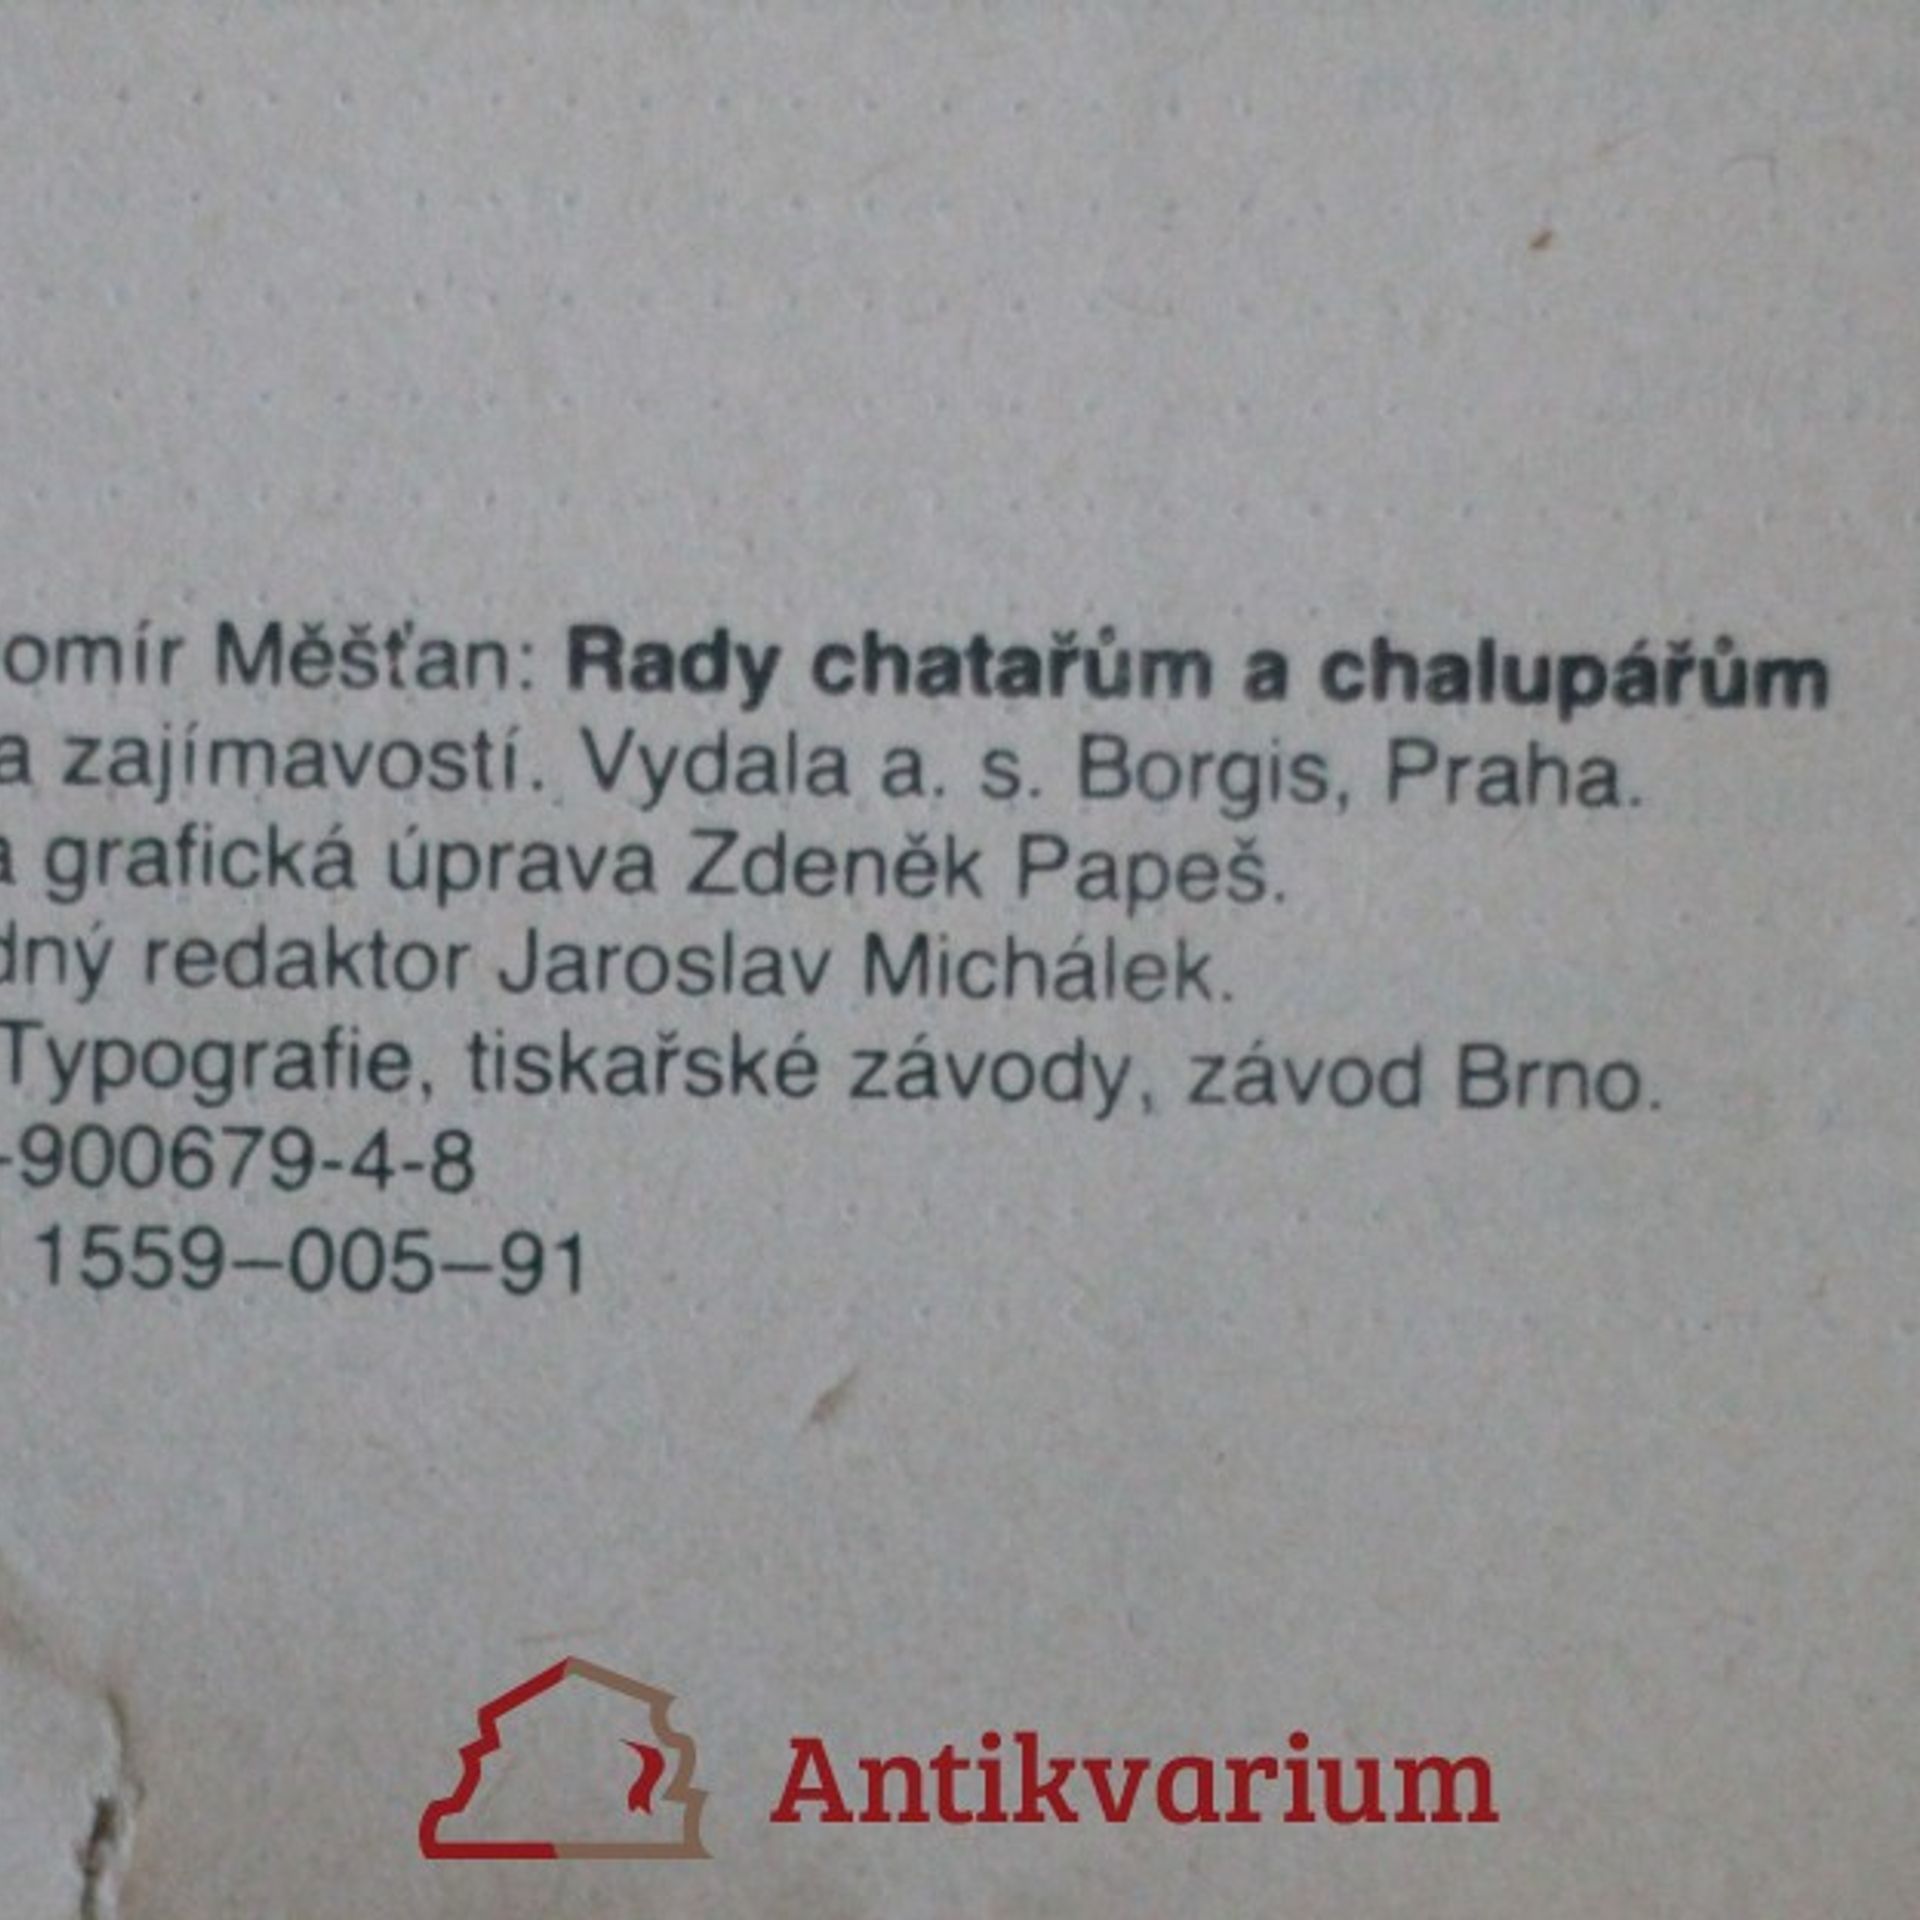 omír Měšťan: Rady chatařům a chalupářům
a zajímavostí. Vydala a. s. Borgis, Praha.
a grafická úprava Zdeněk Papeš.
dný redaktor Jaroslav Michálek.
Typografie, tiskařské závody, závod Brno.
-900679-4-8
1559–005–91
Antikvarium